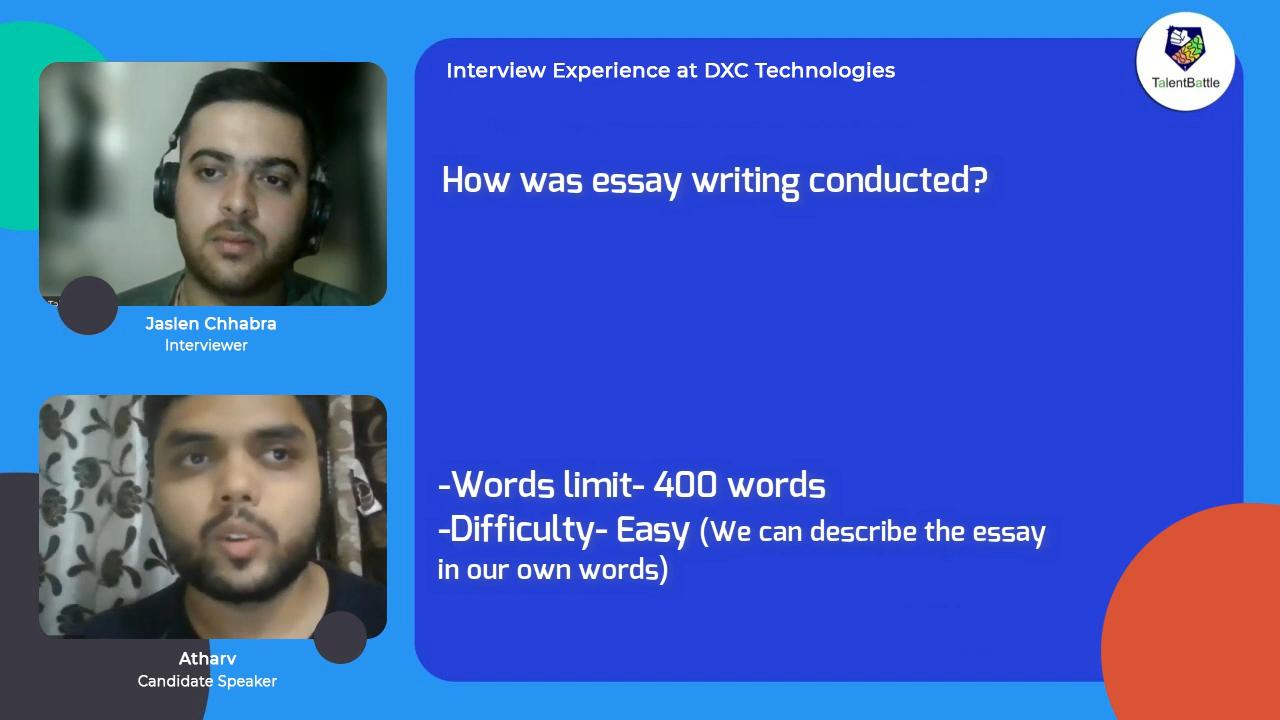 Interview Experience at DXC Technologies
TalentBattle
How was essay writing conducted?
Jaslen Chhabra
Interviewer
-Words limit- 400 words
-Difficulty- Easy (We can describe the essay
in our own words)
Atharv
Candidate Speaker